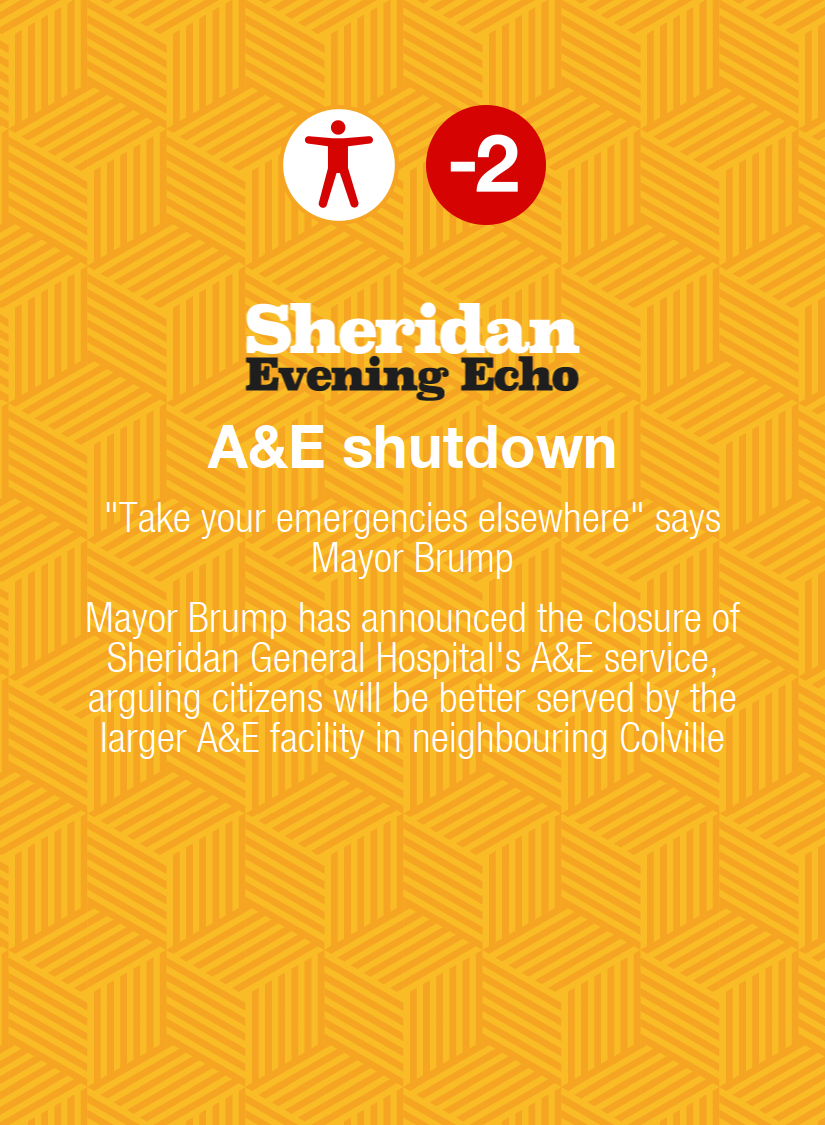 -2
Sheridan
Evening Echo
A&E shutdown
"Take your emergencies elsewhere" says
Mayor Brump
Mayor Brump has announced the closure of
Sheridan General Hospital's A&E service,
arguing citizens will be better served by the
larger A&E facility in neighbouring Colville